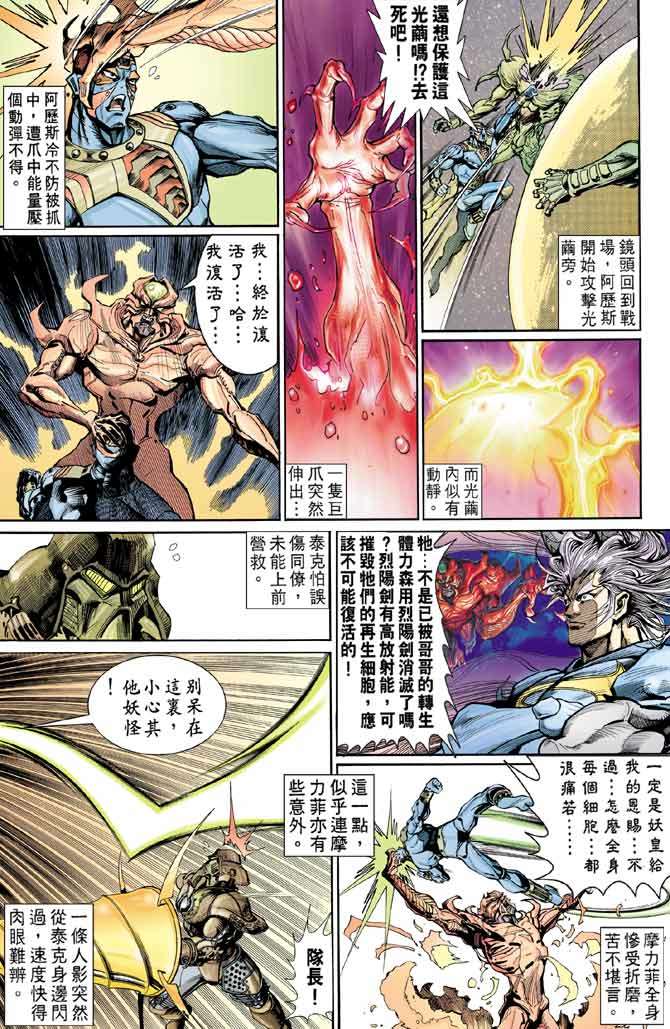 鏡頭回到戰
場，阿歷斯
開始攻擊光
繭旁。
還想保護這
光繭嗎!?去
死吧！
而光繭
內似有
動靜。
一隻巨
爪突然
伸出…
阿歷斯冷不防被抓
中，遭爪中能量壓
個動彈不得。
我…終於復
活了…哈…
我復活了…
牠…不是已被哥哥的轉生
體力森用烈陽劍消滅了嗎
？烈陽劍有高放射能，可
摧毀牠們的再生細胞，應
該不可能復活的！
泰克怕誤
傷同僚，
未能上前
營救。
一定是妖皇給
我的恩賜…不
過…怎麼全身
每個細胞…都
很痛若……
摩力菲全身
慘受折磨，
苦不堪言。
這一點，
似乎連摩
力菲亦有
些意外。
別呆在
這裏，
小心其
他妖怪
！
隊長！
一條人影突然
從泰克身邊閃
過，速度快得
肉眼難辨。